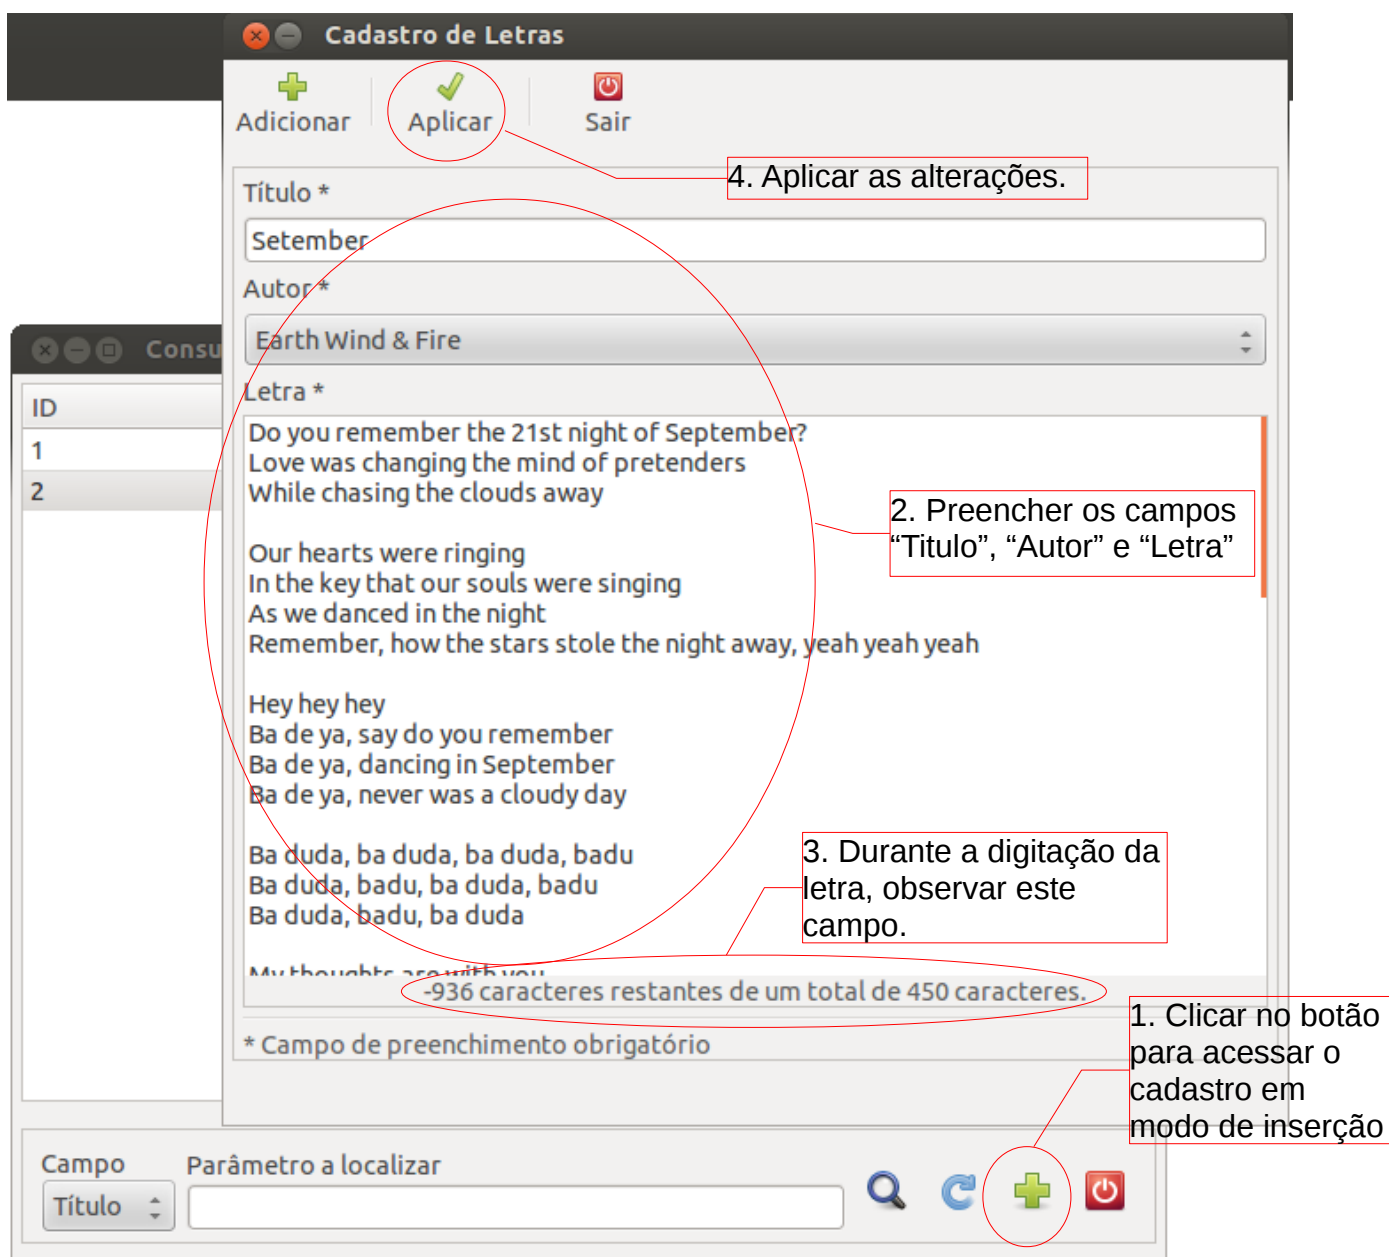 Cadastro de Letras
Adicionar
Aplicar
Sair
4. Aplicar as alterações.
Título *
Setember
Autor *
Earth Wind & Fire
Consu
Letra *
ID
1
2
Do you remember the 21st night of September?
Love was changing the mind of pretenders
While chasing the clouds away
2. Preencher os campos
“Titulo”, “Autor” e “Letra”
Our hearts were ringing
In the key that our souls were singing
As we danced in the night
Remember, how the stars stole the night away, yeah yeah yeah
Hey hey hey
Ba de ya, say do you remember
Ba de ya, dancing in September
Ba de ya, never was a cloudy day
Ba duda, ba duda, ba duda, badu
Ba duda, badu, ba duda, badu
Ba duda, badu, ba duda
3. Durante a digitação da
letra, observar este
campo.
My thoughts are with you
-936 caracteres restantes de um total de 450 caracteres.
* Campo de preenchimento obrigatório
1. Clicar no botão
para acessar o
cadastro em
modo de inserção
Campo
Parâmetro a localizar
Título